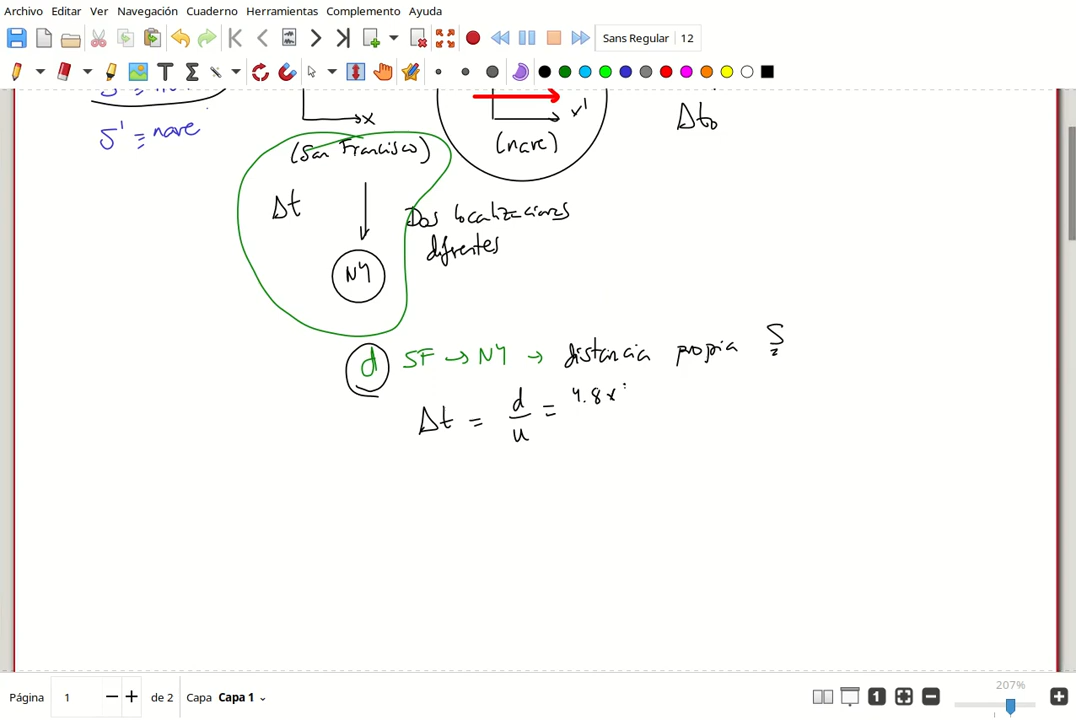 Archivo Editar Ver Navegación Cuaderno Herramientas Complemento Ayuda
Sans Regular 12
S' ≡ nave
x
x'
Δt₀
(San Francisco)
(nave)
Δt
Dos localizaciones
difrentes
NY
d SF → NY → distancia propia S
Δt = d/u = 4.8x
Página 1 de 2 Capa Capa 1
207%